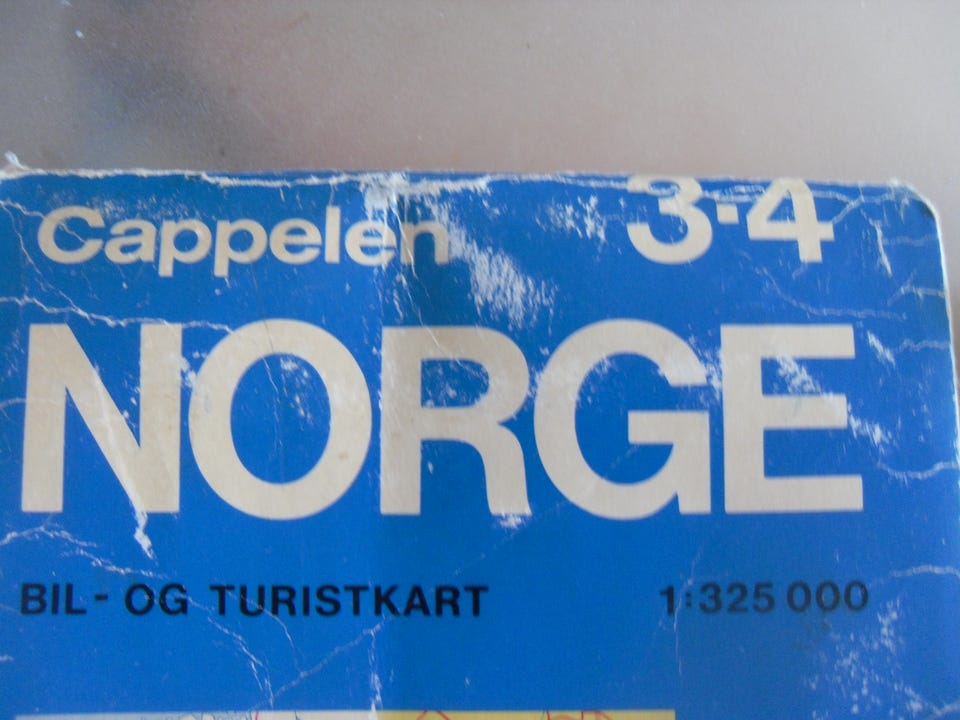 Cappelen 3-4
NORGE
BIL- OG TURISTKART 1:325 000